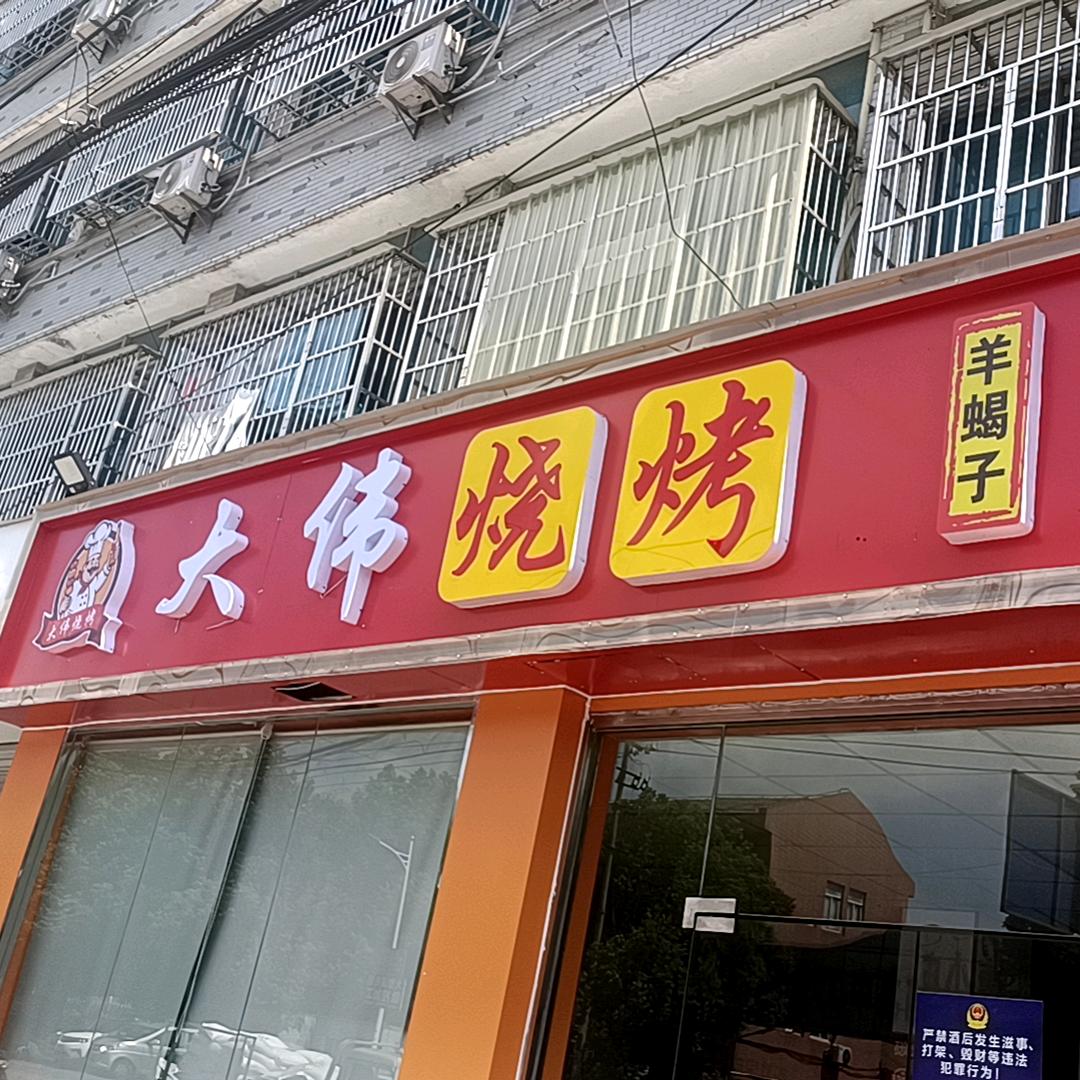 大伟烧烤
羊蝎子
大伟烧烤
严禁酒后发生滋事、
打架、毁财等违法
犯罪行为！